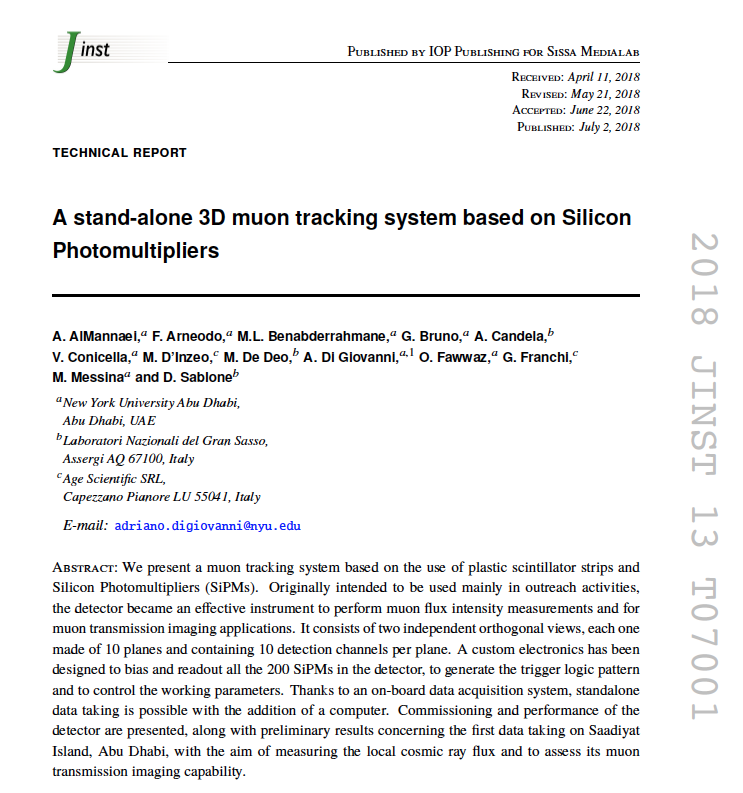 Jinst
Published by IOP Publishing for Sissa Medialab
Received: April 11, 2018
Revised: May 21, 2018
Accepted: June 22, 2018
Published: July 2, 2018
TECHNICAL REPORT
A stand-alone 3D muon tracking system based on Silicon
Photomultipliers
A. AlMannaei,a F. Arneodo,a M.L. Benabderrahmane,a G. Bruno,a A. Candela,b
V. Conicella,a M. D'Inzeo,c M. De Deo,b A. Di Giovanni,a,1 O. Fawwaz,a G. Franchi,c
M. Messinaa and D. Sabloneb
aNew York University Abu Dhabi,
Abu Dhabi, UAE
bLaboratori Nazionali del Gran Sasso,
Assergi AQ 67100, Italy
cAge Scientific SRL,
Capezzano Pianore LU 55041, Italy
E-mail: adriano.digiovanni@nyu.edu
Abstract: We present a muon tracking system based on the use of plastic scintillator strips and
Silicon Photomultipliers (SiPMs). Originally intended to be used mainly in outreach activities,
the detector became an effective instrument to perform muon flux intensity measurements and for
muon transmission imaging applications. It consists of two independent orthogonal views, each one
made of 10 planes and containing 10 detection channels per plane. A custom electronics has been
designed to bias and readout all the 200 SiPMs in the detector, to generate the trigger logic pattern
and to control the working parameters. Thanks to an on-board data acquisition system, standalone
data taking is possible with the addition of a computer. Commissioning and performance of the
detector are presented, along with preliminary results concerning the first data taking on Saadiyat
Island, Abu Dhabi, with the aim of measuring the local cosmic ray flux and to assess its muon
transmission imaging capability.
2018 JINST 13 T07001